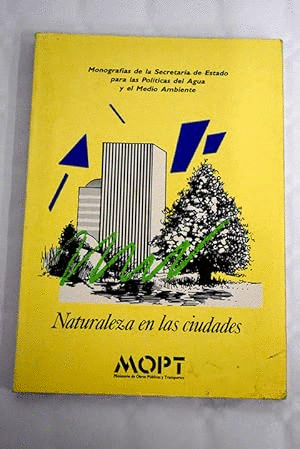 Monografías de la Secretaría de Estado
para las Políticas del Agua
y el Medio Ambiente
Naturaleza en las ciudades
MOPT
Ministerio de Obras Públicas y Transportes